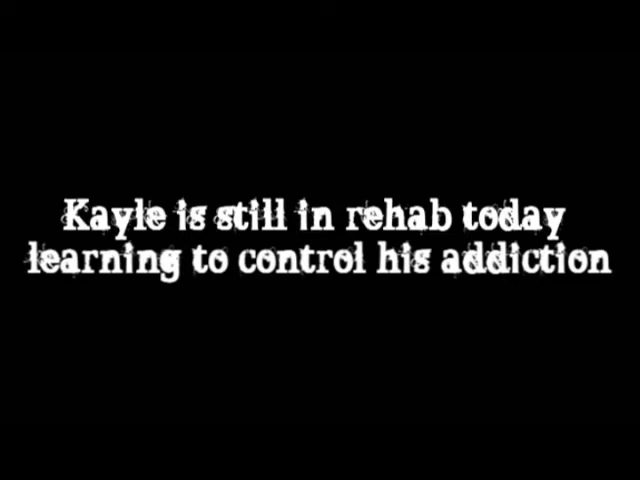 Kayle is still in rehab today
learning to control his addiction